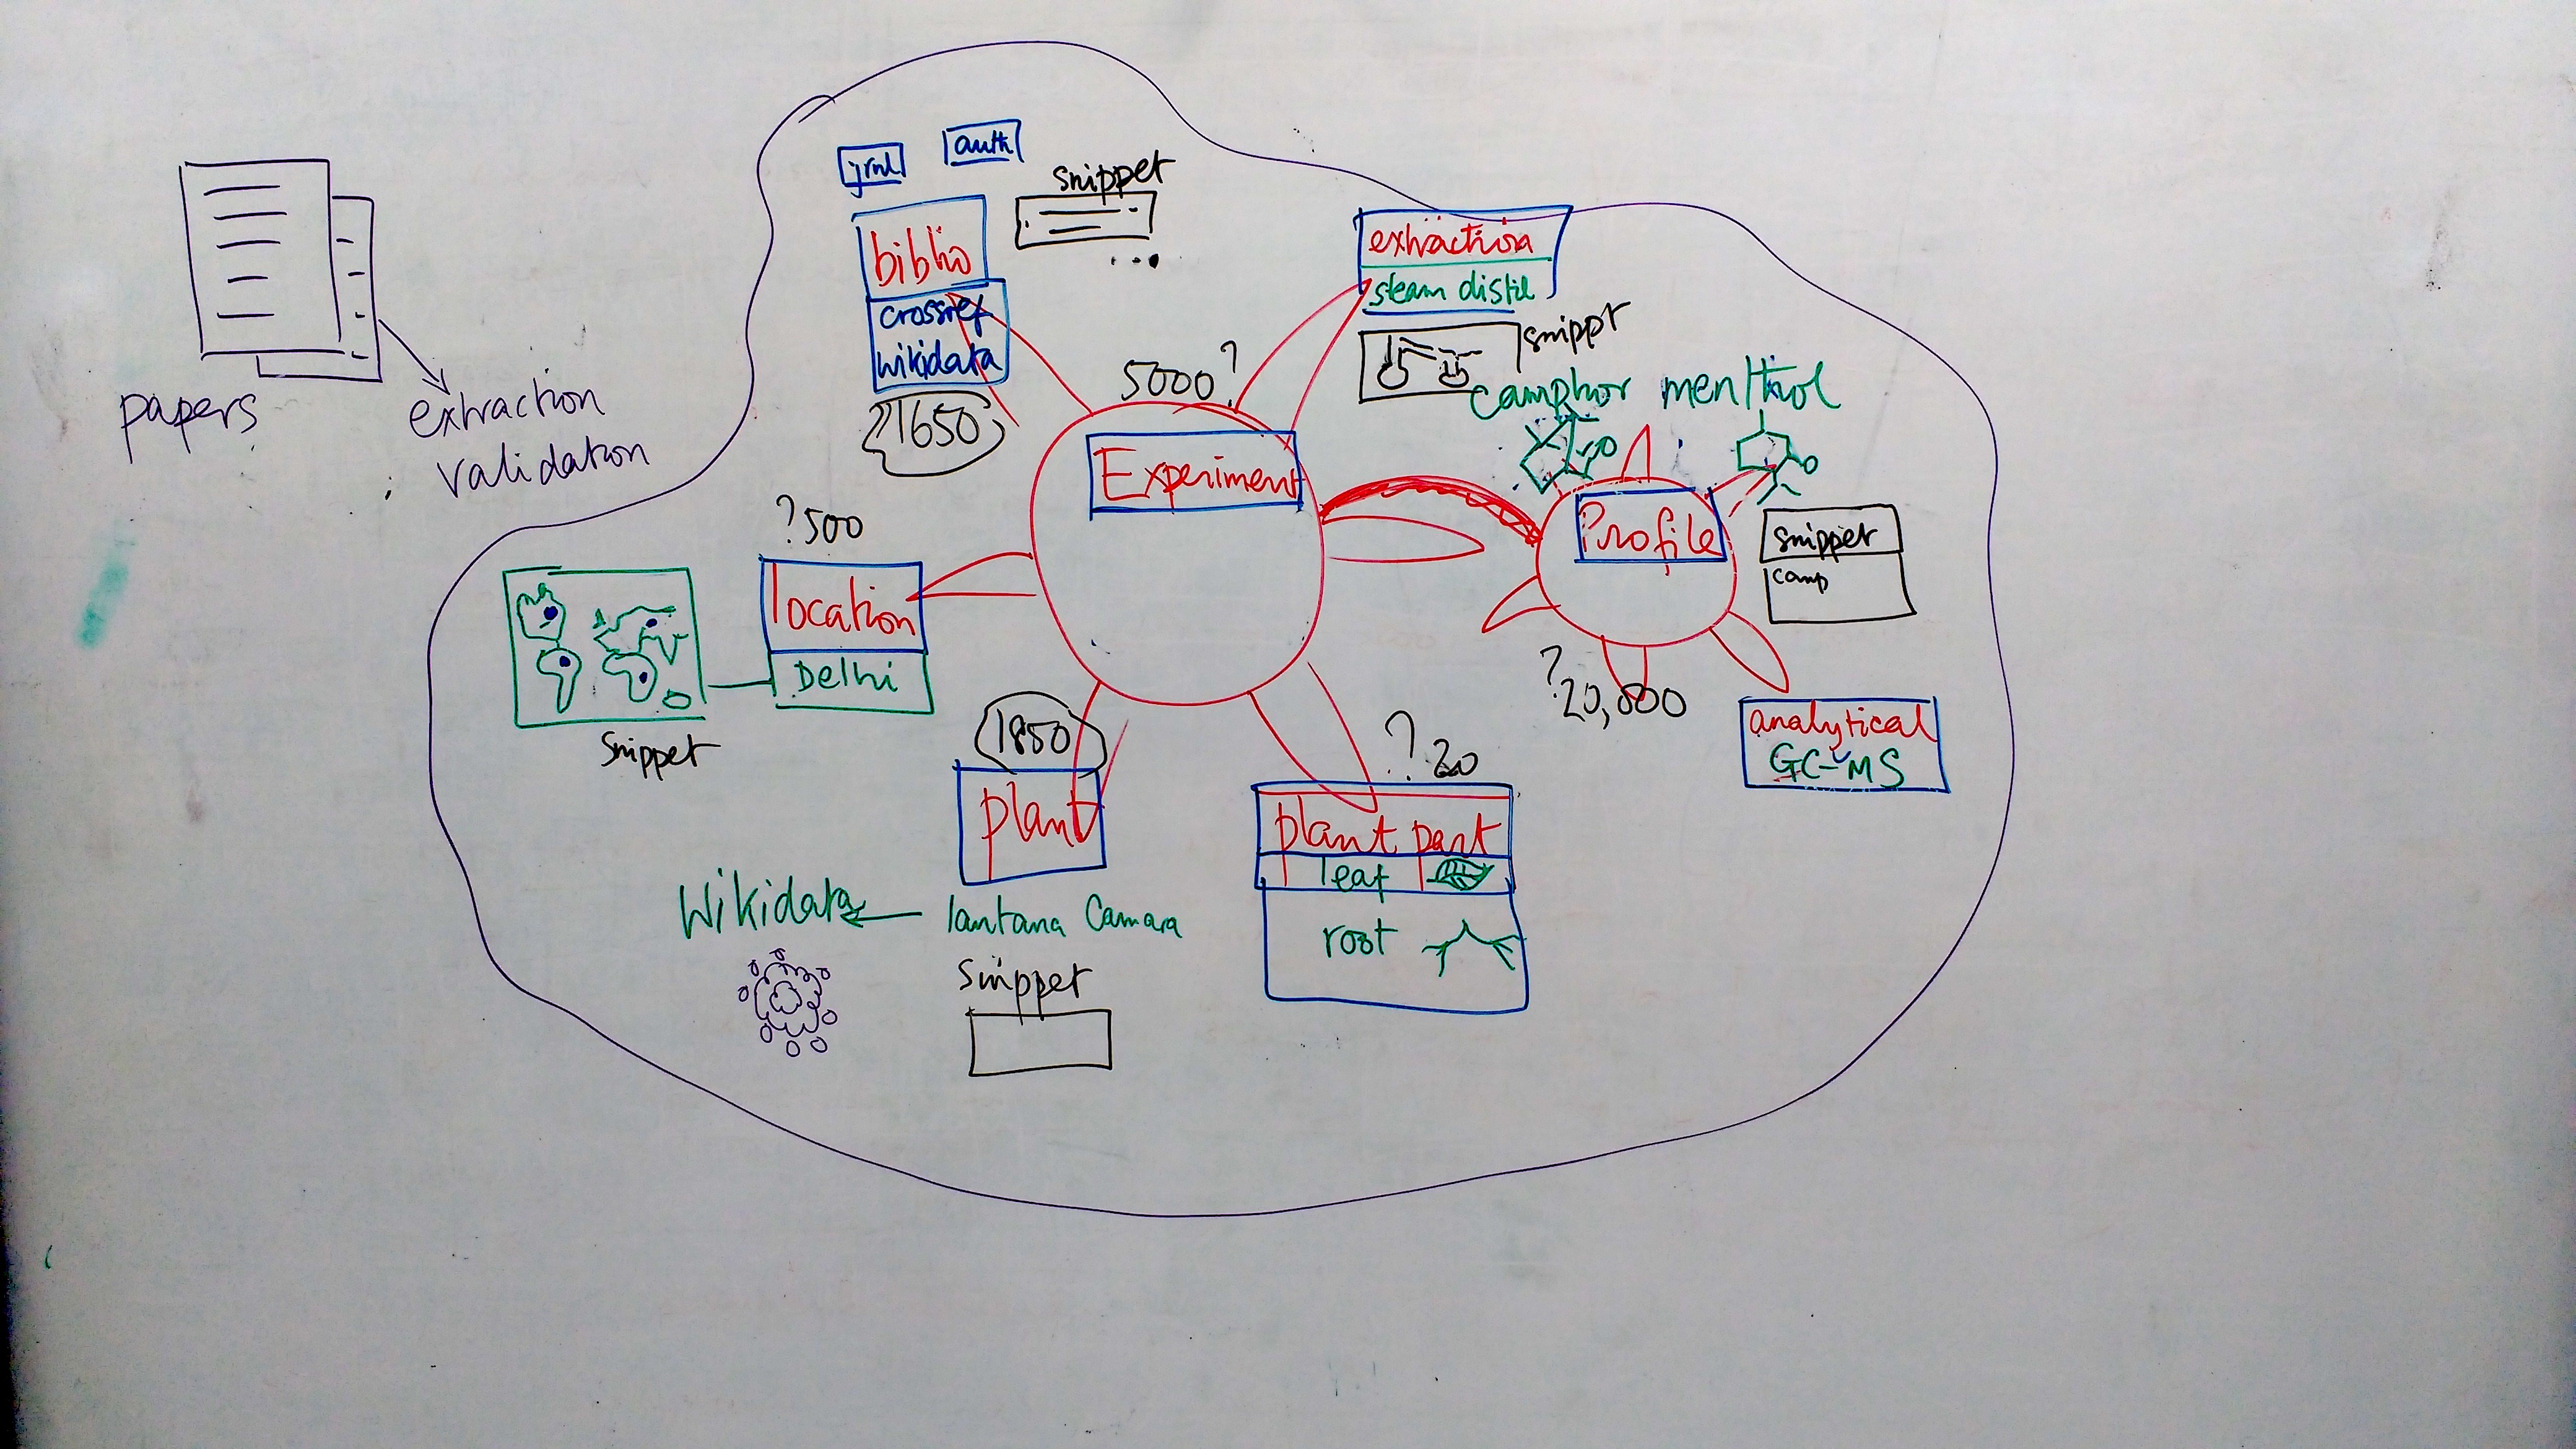 papers
extraction
validation
jrnl
auth
snippet
biblio
crossref
wikidata
21650
5000?
extraction
steam distil
snippt
camphor menthol
Experiment
Profile
snippet
camp
?500
location
Delhi
snippet
? 20,000
analytical
GC-MS
1850
plant
? 20
plant part
leaf
root
Wikidata
lantana Camara
snippet